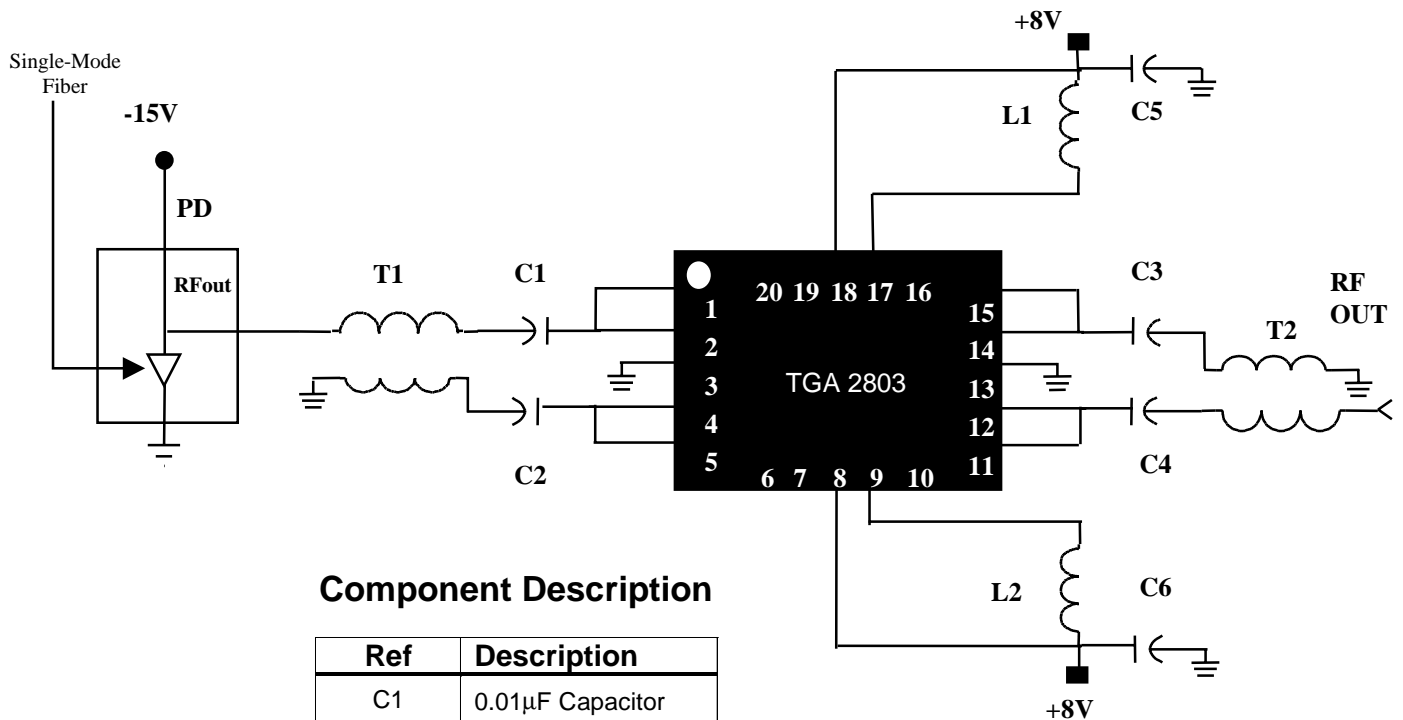 +8V
Single-Mode
Fiber
-15V
L1
C5
PD
RFout
T1
C1
C3
RF
OUT
20 19 18 17 16
1
2
3
4
5
15
14
13
12
11
TGA 2803
T2
C2
C4
6 7 8 9 10
L2
C6
+8V
Component Description
Ref Description
C1 0.01µF Capacitor